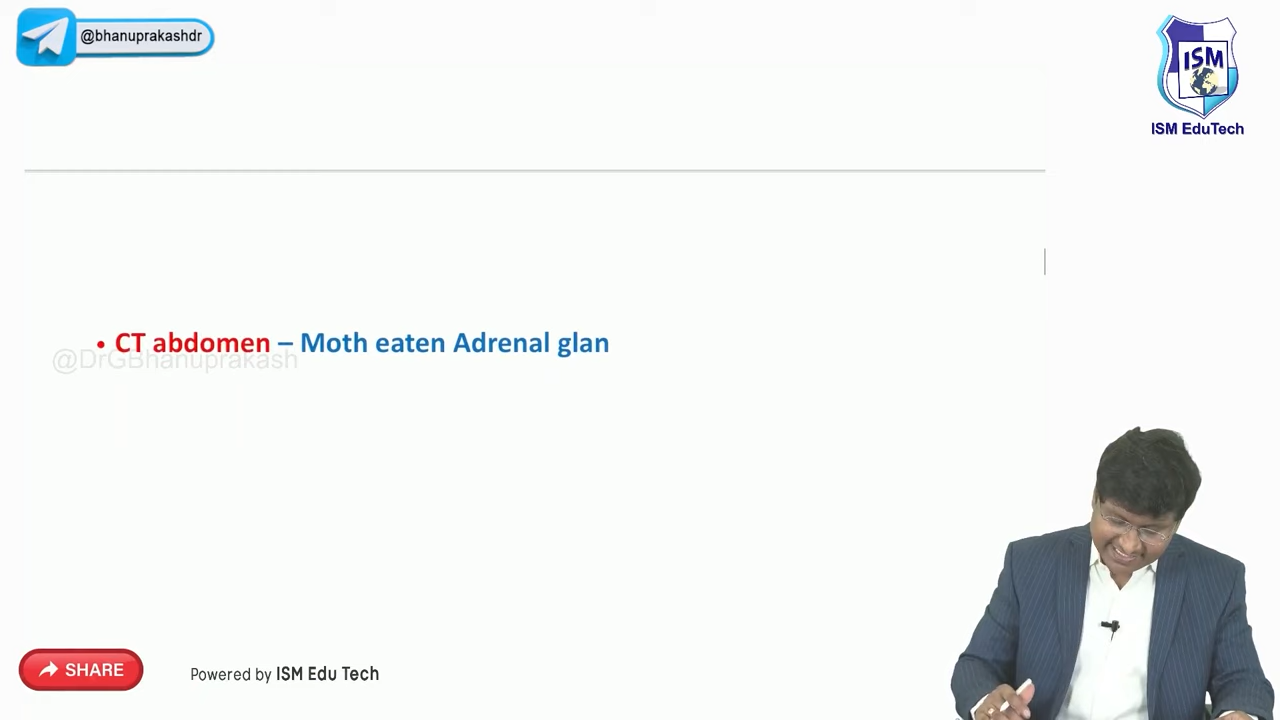 @bhanuprakashdr
ISM
ISM EduTech
• CT abdomen – Moth eaten Adrenal glan
@DrGBhanuprakash
SHARE
Powered by ISM Edu Tech